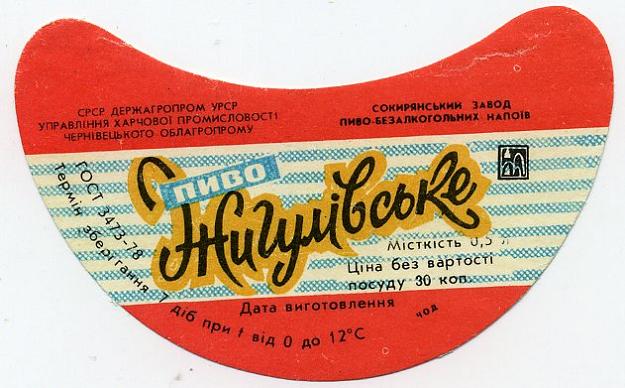 СРСР ДЕРЖАГРОПРОМ УРСР
УПРАВЛІННЯ ХАРЧОВОЇ ПРОМИСЛОВОСТІ
ЧЕРНІВЕЦЬКОГО ОБЛАГРОПРОМУ
СОКИРЯНСЬКИЙ ЗАВОД
ПИВО-БЕЗАЛКОГОЛЬНИХ НАПОЇВ
ПИВО
Жигулівське
ГОСТ 3473-78
Термін зберігання 7 діб при t від 0 до 12°C
Місткість 0,5 л
Ціна без вартості
посуду 30 коп.
Дата виготовлення
чод